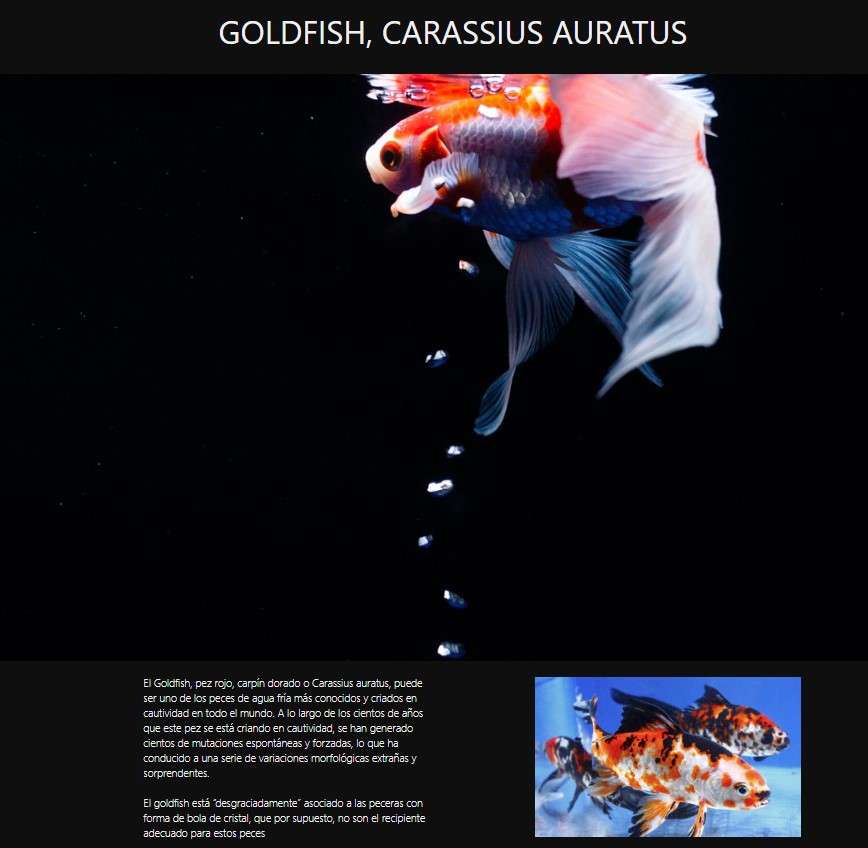 GOLDFISH, CARASSIUS AURATUS
El Goldfish, pez rojo, carpín dorado o Carassius auratus, puede
ser uno de los peces de agua fría más conocidos y criados en
cautividad en todo el mundo. A lo largo de los cientos de años
que este pez se está criando en cautividad, se han generado
cientos de mutaciones espontáneas y forzadas, lo que ha
conducido a una serie de variaciones morfológicas extrañas y
sorprendentes.
El goldfish está "desgraciadamente" asociado a las peceras con
forma de bola de cristal, que por supuesto, no son el recipiente
adecuado para estos peces